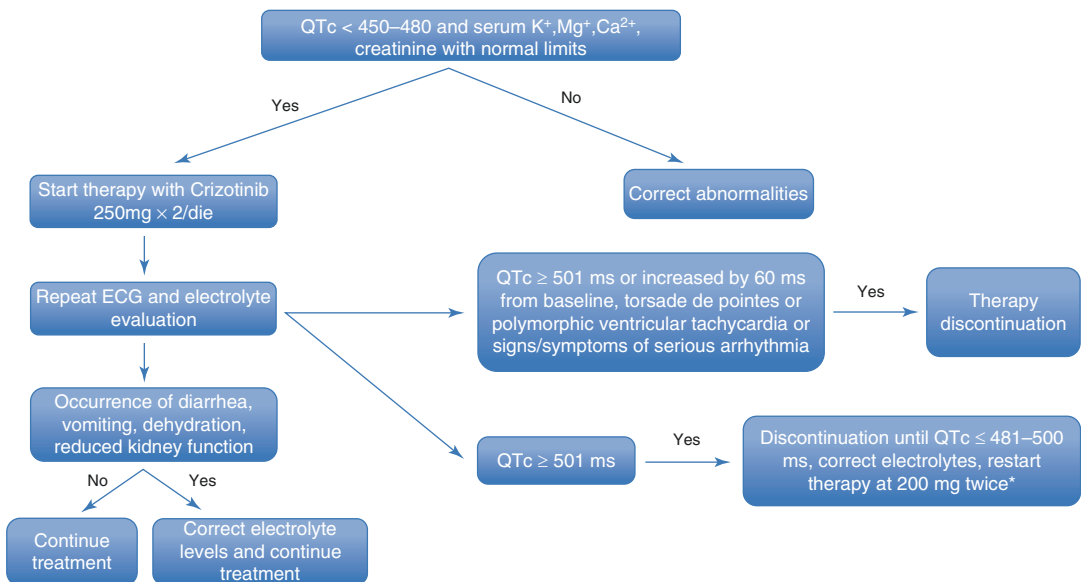 QTc < 450–480 and serum K⁺,Mg⁺,Ca²⁺,
creatinine with normal limits
Yes
No
Start therapy with Crizotinib
250mg × 2/die
Correct abnormalities
Repeat ECG and electrolyte
evaluation
QTc ≥ 501 ms or increased by 60 ms
from baseline, torsade de pointes or
polymorphic ventricular tachycardia or
signs/symptoms of serious arrhythmia
Yes
Therapy
discontinuation
Occurrence of diarrhea,
vomiting, dehydration,
reduced kidney function
QTc ≥ 501 ms
Yes
Discontinuation until QTc ≤ 481–500
ms, correct electrolytes, restart
therapy at 200 mg twice*
No
Yes
Continue
treatment
Correct electrolyte
levels and continue
treatment